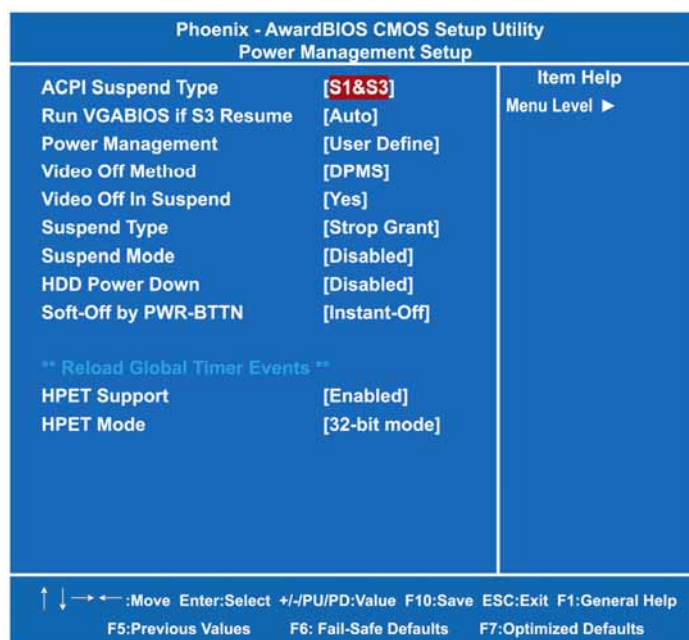 Phoenix - AwardBIOS CMOS Setup Utility
Power Management Setup
ACPI Suspend Type [S1&S3]
Run VGABIOS if S3 Resume [Auto]
Power Management [User Define]
Video Off Method [DPMS]
Video Off In Suspend [Yes]
Suspend Type [Strop Grant]
Suspend Mode [Disabled]
HDD Power Down [Disabled]
Soft-Off by PWR-BTTN [Instant-Off]
** Reload Global Timer Events **
HPET Support [Enabled]
HPET Mode [32-bit mode]
Item Help
Menu Level ►
↑ ↓ → ← :Move Enter:Select +/-/PU/PD:Value F10:Save ESC:Exit F1:General Help
F5:Previous Values F6: Fail-Safe Defaults F7:Optimized Defaults